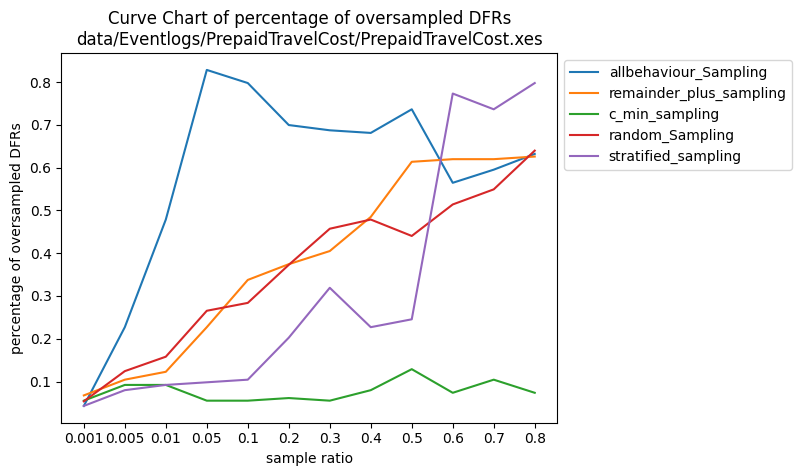 Curve Chart of percentage of oversampled DFRs
data/Eventlogs/PrepaidTravelCost/PrepaidTravelCost.xes
percentage of oversampled DFRs
0.8
0.7
0.6
0.5
0.4
0.3
0.2
0.1
0.001 0.005 0.01 0.05 0.1 0.2 0.3 0.4 0.5 0.6 0.7 0.8
sample ratio
allbehaviour_Sampling
remainder_plus_sampling
c_min_sampling
random_Sampling
stratified_sampling